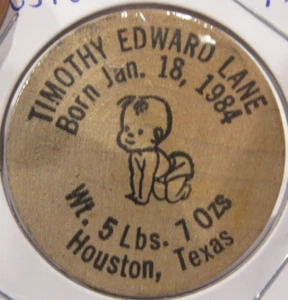 TIMOTHY EDWARD LANE
Born Jan. 18, 1984
Wt. 5 Lbs. 7 Ozs
Houston, Texas